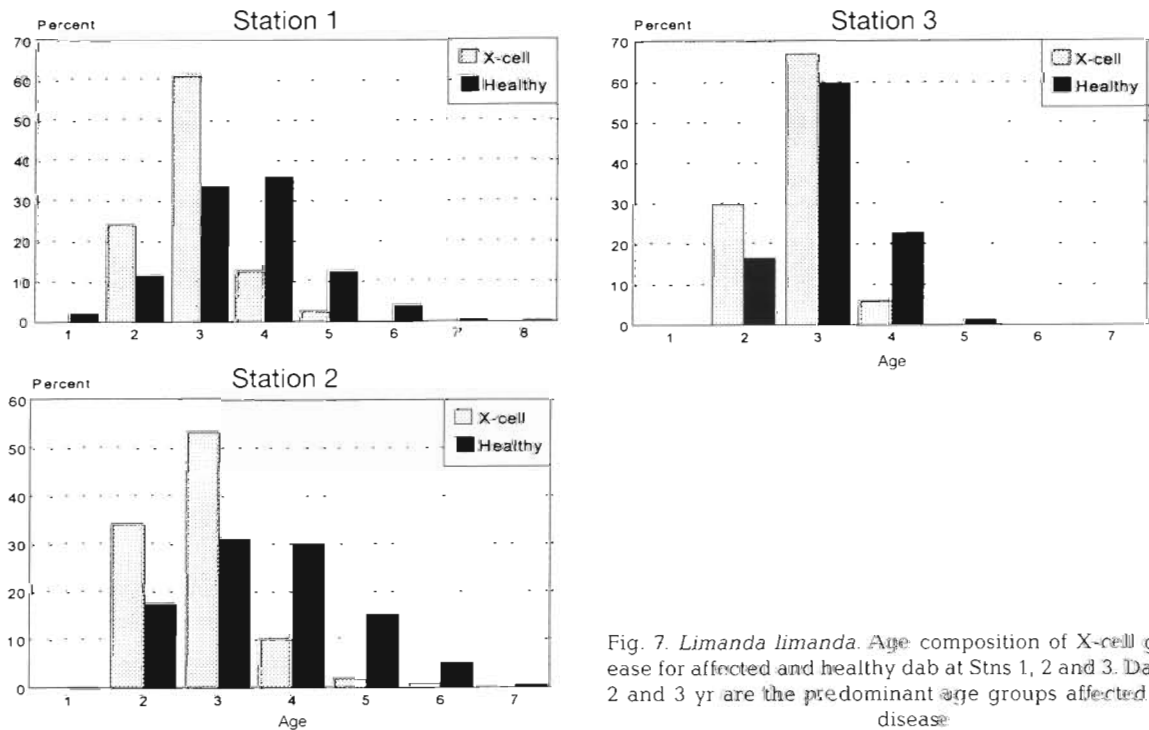 Percent
Station 1
70
60
50
40
30
20
10
0
X-cell
Healthy
1 2 3 4 5 6 7 8
Percent
Station 3
70
60
50
40
30
20
10
0
X-cell
Healthy
1 2 3 4 5 6 7
Age
Percent
Station 2
60
50
40
30
20
10
0
X-cell
Healthy
1 2 3 4 5 6 7
Age
Fig. 7. Limanda limanda. Age composition of X-cell g
ease for affected and healthy dab at Stns 1, 2 and 3. Da
2 and 3 yr are the predominant age groups affected
disease